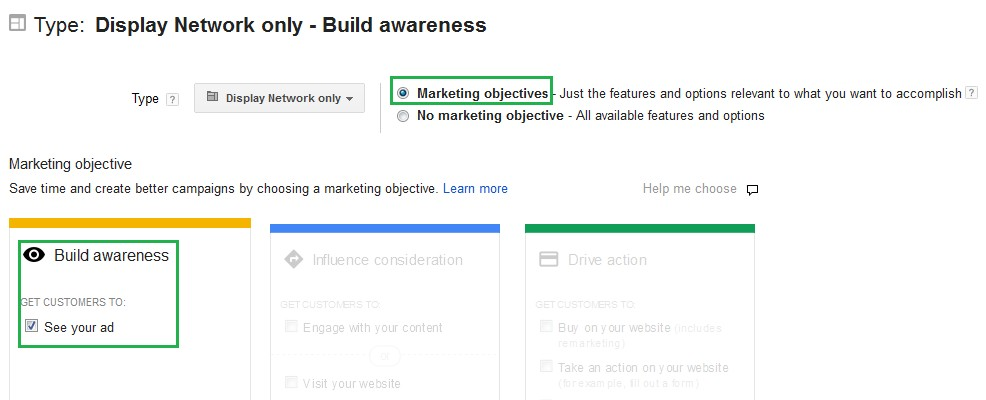 Type: Display Network only - Build awareness
Type ? Display Network only
Marketing objectives - Just the features and options relevant to what you want to accomplish ?
No marketing objective - All available features and options
Marketing objective
Save time and create better campaigns by choosing a marketing objective. Learn more Help me choose
Build awareness
GET CUSTOMERS TO:
See your ad
Influence consideration
GET CUSTOMERS TO:
Engage with your content
or
Visit your website
Drive action
GET CUSTOMERS TO:
Buy on your website (includes
remarketing)
Take an action on your website
(for example, fill out a form)